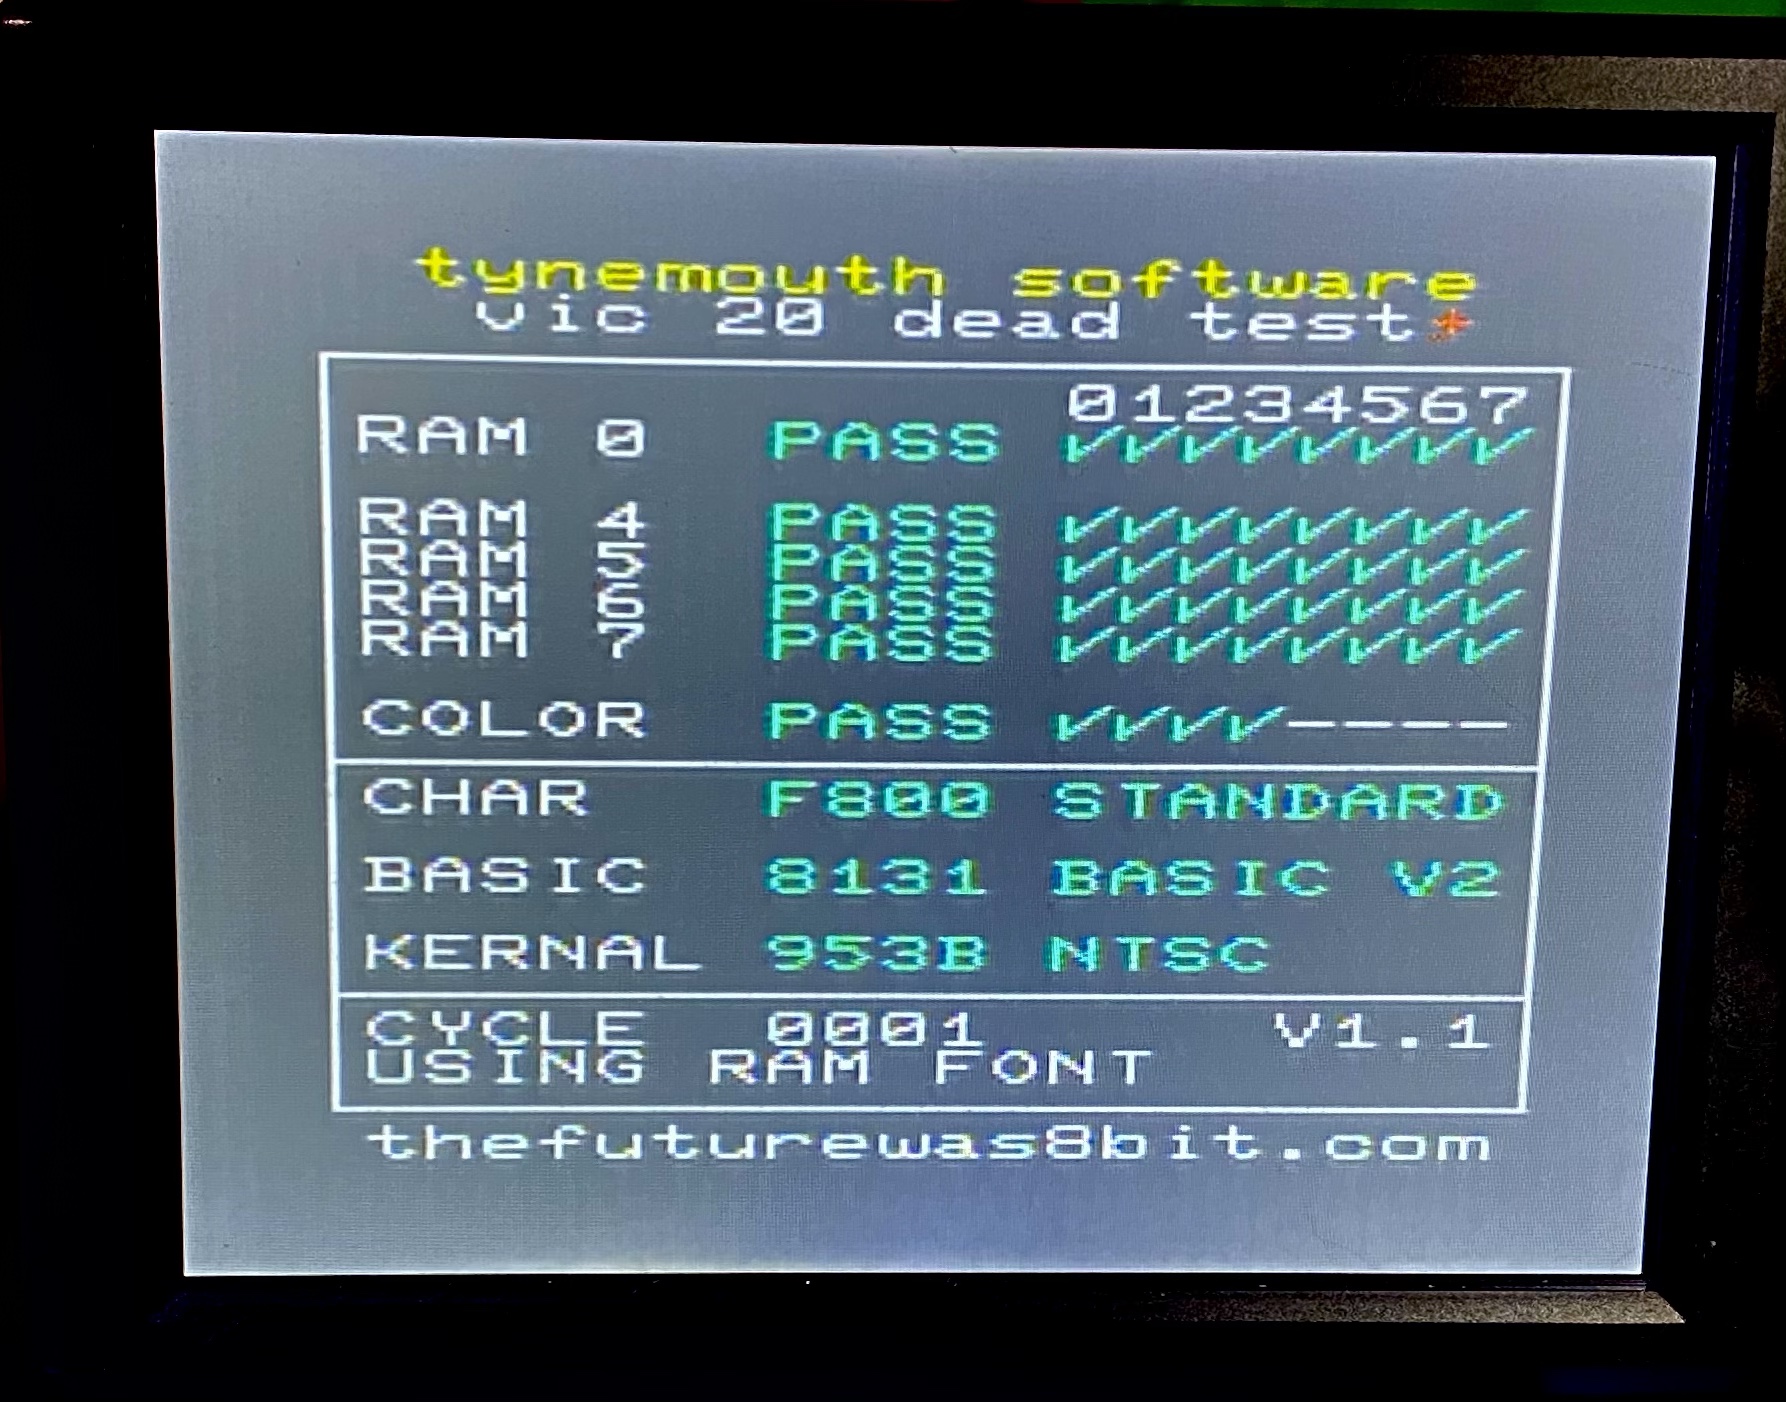 tynemouth software
vic 20 dead test+
01234567
RAM 0 PASS ✓✓✓✓✓✓✓✓
RAM 4 PASS ✓✓✓✓✓✓✓✓
RAM 5 PASS ✓✓✓✓✓✓✓✓
RAM 6 PASS ✓✓✓✓✓✓✓✓
RAM 7 PASS ✓✓✓✓✓✓✓✓
COLOR PASS ✓✓✓✓----
CHAR F800 STANDARD
BASIC 8131 BASIC V2
KERNAL 953B NTSC
CYCLE 0001 V1.1
USING RAM FONT
thefuturewas8bit.com